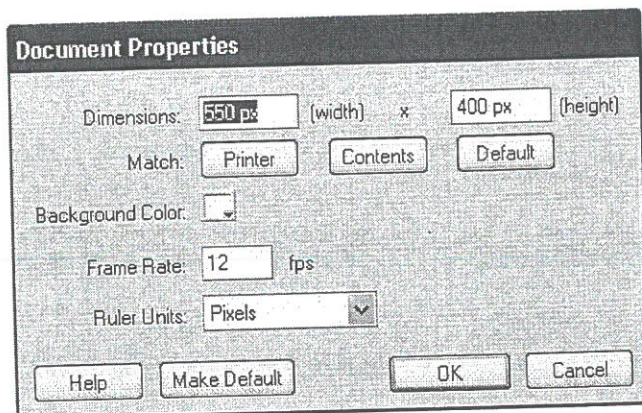 Document Properties
Dimensions: 550 px (width) x 400 px (height)
Match: Printer Contents Default
Background Color:
Frame Rate: 12 fps
Ruler Units: Pixels
Help Make Default OK Cancel